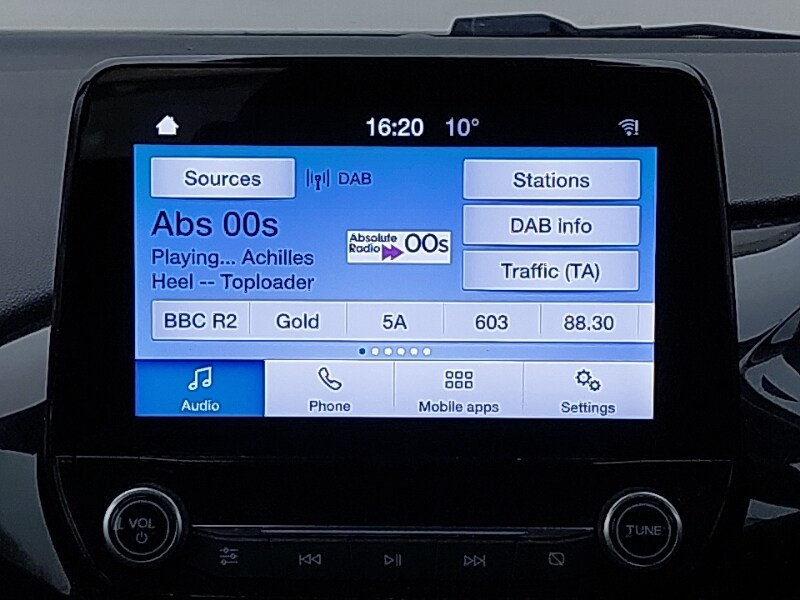 16:20 10°
Sources DAB Stations
Abs 00s
DAB info
Absolute
Radio 00s
Playing... Achilles
Heel -- Toploader
Traffic (TA)
BBC R2 Gold 5A 603 88.30
Audio Phone Mobile apps Settings
VOL TUNE